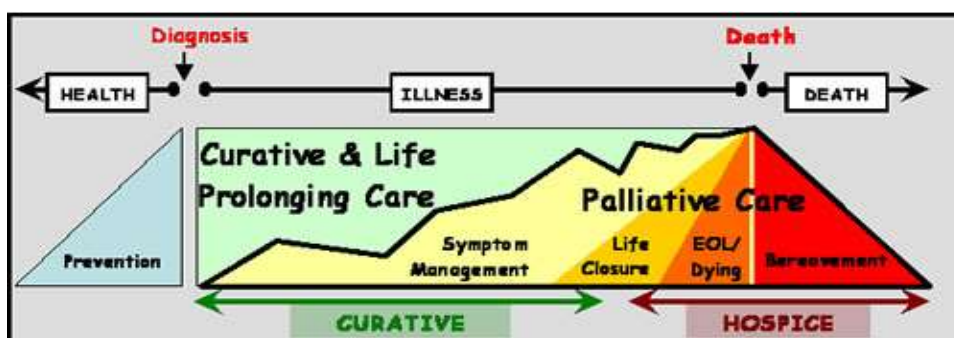 Diagnosis
Death
HEALTH
ILLNESS
DEATH
Curative & Life
Prolonging Care
Palliative Care
Prevention
Symptom
Management
Life
Closure
EOL/
Dying
Bereavement
CURATIVE
HOSPICE